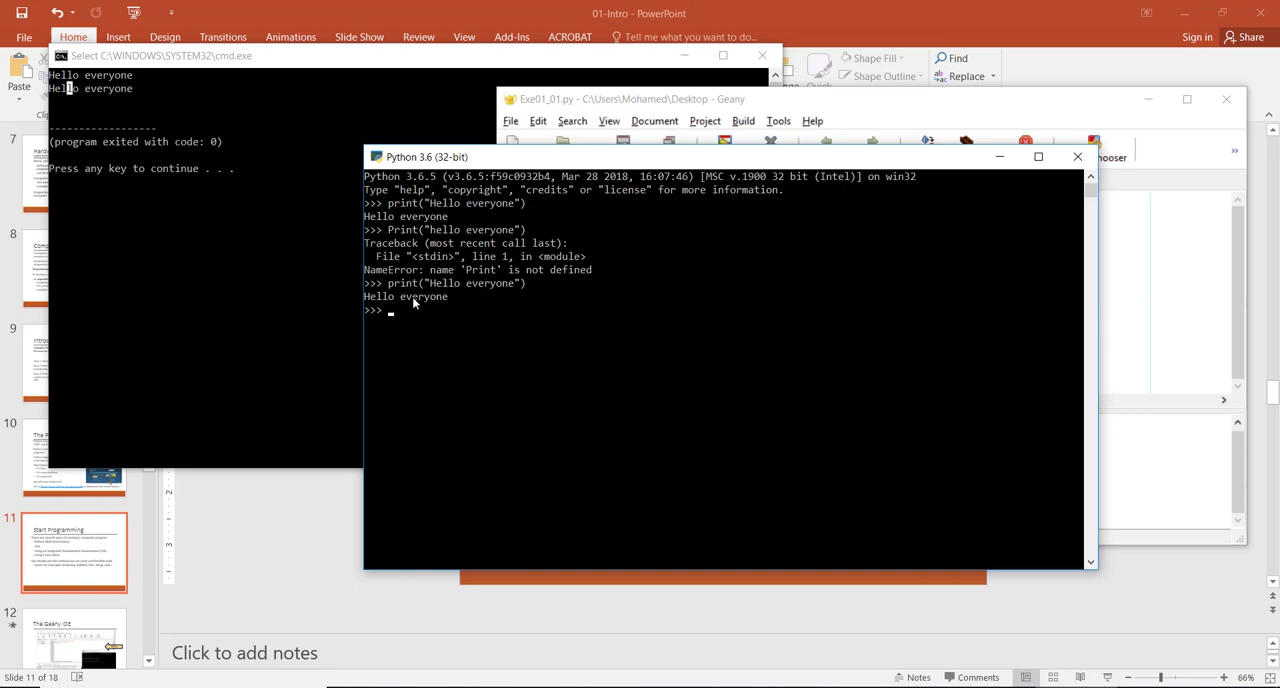 01-Intro - PowerPoint
File Home Insert Design Transitions Animations Slide Show Review View Add-Ins ACROBAT Tell me what you want to do... Sign in Share
Select C:\WINDOWS\SYSTEM32\cmd.exe
Paste
Shape Fill
Find
Shape Outline
Replace
Hello everyone
Hello everyone
------------------
(program exited with code: 0)
Press any key to continue . . .
Exe01_01.py - C:\Users\Mohamed\Desktop - Geany
File Edit Search View Document Project Build Tools Help
Python 3.6 (32-bit)
Python 3.6.5 (v3.6.5:f59c0932b4, Mar 28 2018, 16:07:46) [MSC v.1900 32 bit (Intel)] on win32
Type "help", "copyright", "credits" or "license" for more information.
>>> print("Hello everyone")
Hello everyone
>>> Print("hello everyone")
Traceback (most recent call last):
File "<stdin>", line 1, in <module>
NameError: name 'Print' is not defined
>>> print("Hello everyone")
Hello everyone
>>>
7
8
9
10
11
Start Programming
12
The Geany IDE
2
3
Click to add notes
Slide 11 of 18
Notes Comments 66%